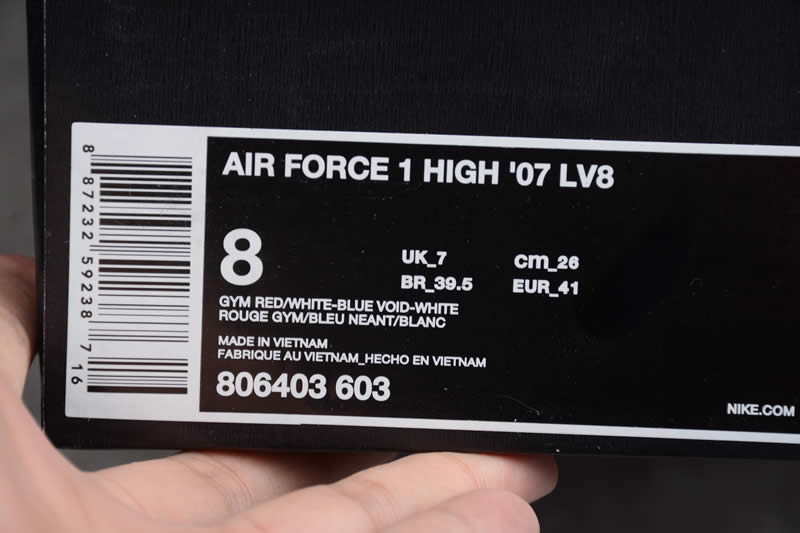 AIR FORCE 1 HIGH '07 LV8
8
UK_7 cm_26
BR_39.5 EUR_41
GYM RED/WHITE-BLUE VOID-WHITE
ROUGE GYM/BLEU NEANT/BLANC
MADE IN VIETNAM
FABRIQUE AU VIETNAM_HECHO EN VIETNAM
806403 603
NIKE.COM
8 87232 59238 7 16